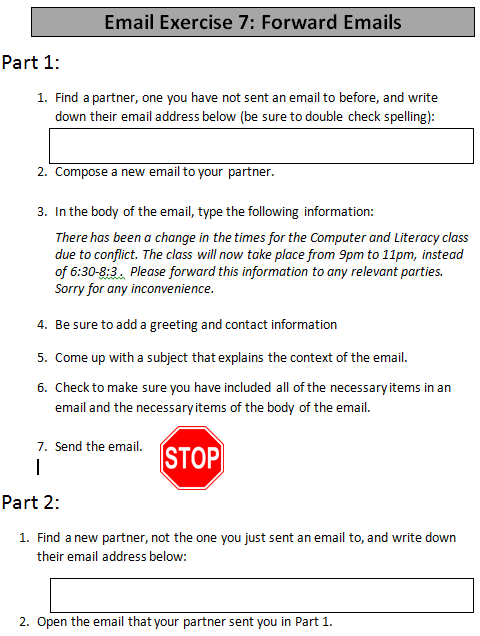 Email Exercise 7: Forward Emails
Part 1:
1. Find a partner, one you have not sent an email to before, and write
down their email address below (be sure to double check spelling):
2. Compose a new email to your partner.
3. In the body of the email, type the following information:
There has been a change in the times for the Computer and Literacy class
due to conflict. The class will now take place from 9pm to 11pm, instead
of 6:30-8:3. Please forward this information to any relevant parties.
Sorry for any inconvenience.
4. Be sure to add a greeting and contact information
5. Come up with a subject that explains the context of the email.
6. Check to make sure you have included all of the necessary items in an
email and the necessary items of the body of the email.
7. Send the email.
STOP
Part 2:
1. Find a new partner, not the one you just sent an email to, and write down
their email address below:
2. Open the email that your partner sent you in Part 1.